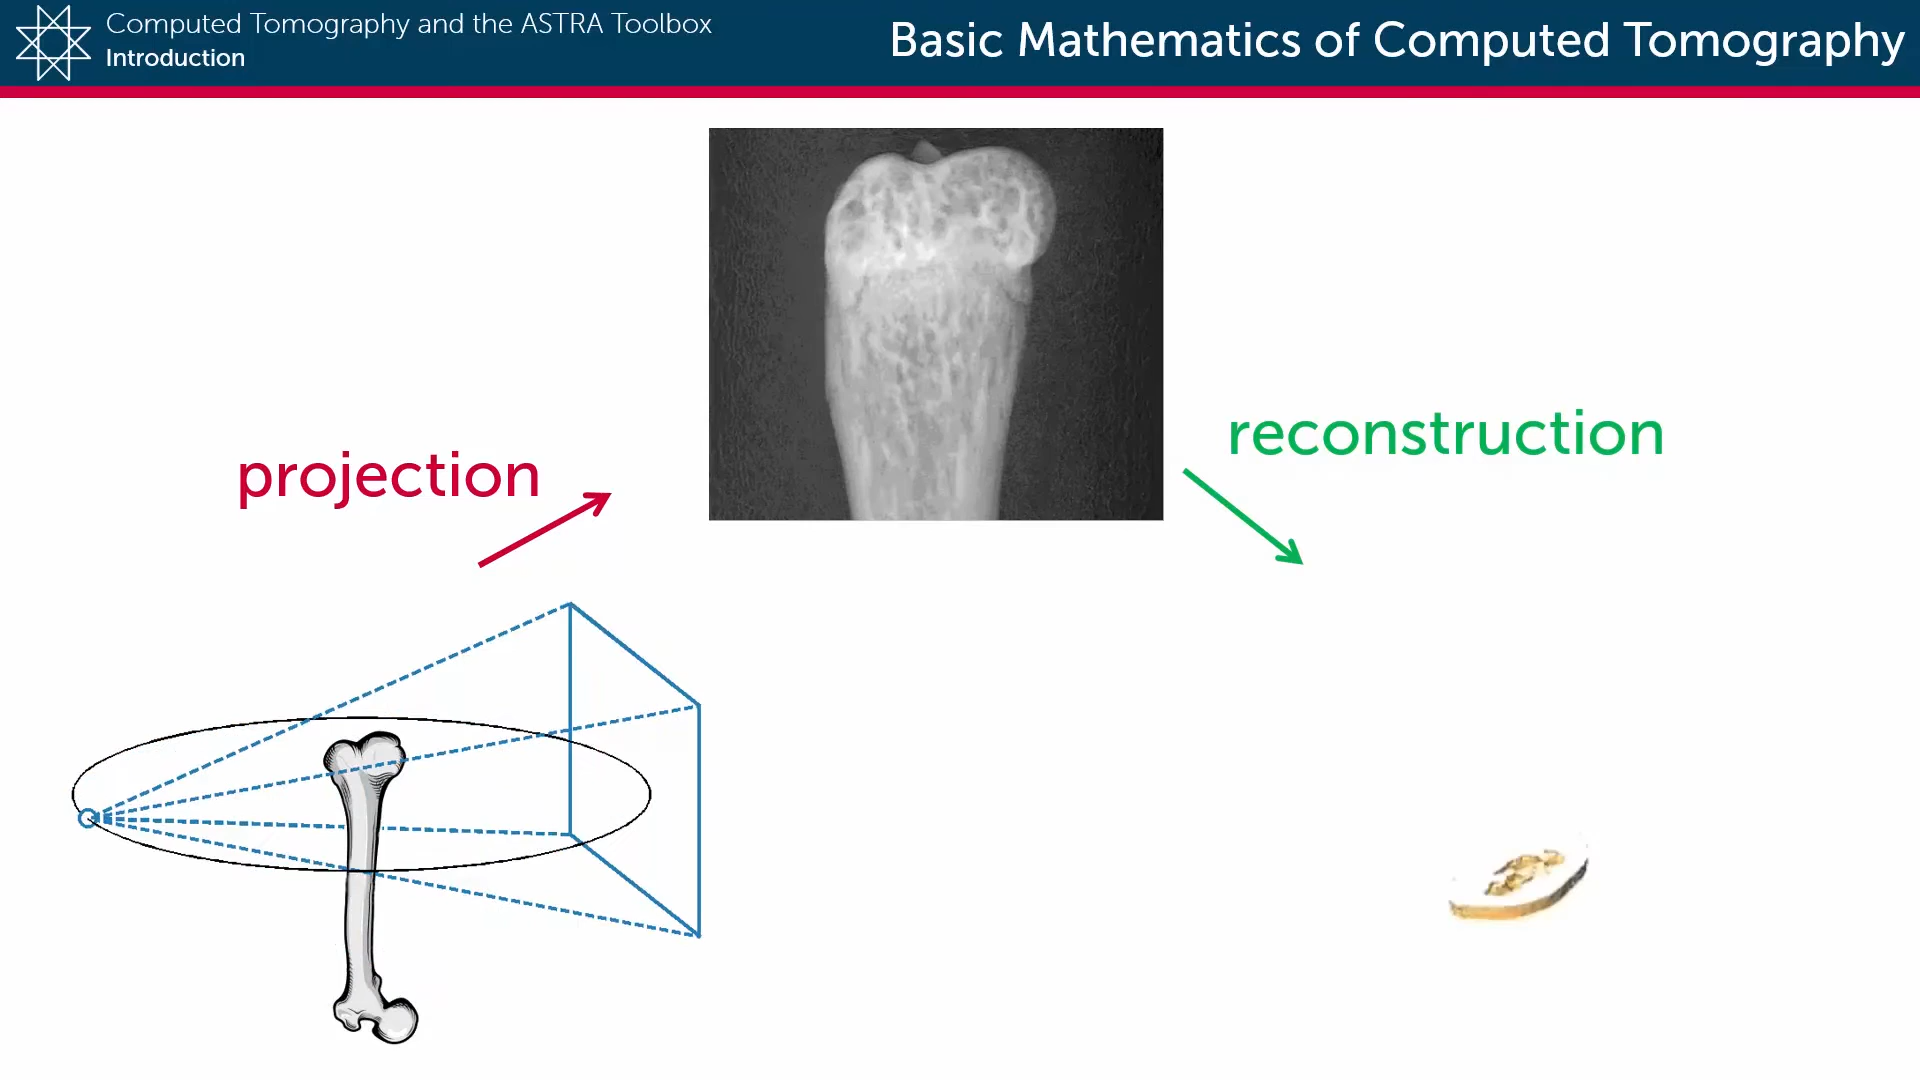 Computed Tomography and the ASTRA Toolbox
Introduction
Basic Mathematics of Computed Tomography
projection
reconstruction